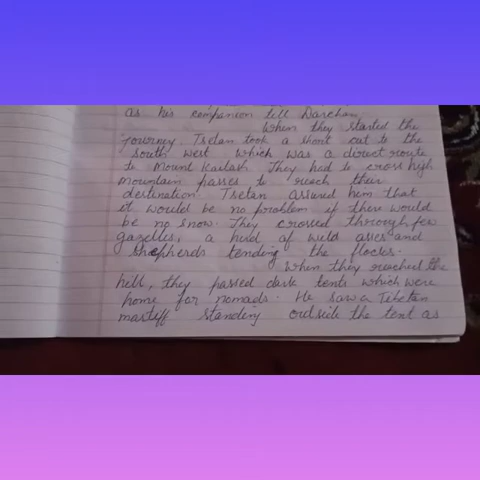 as his companion till Darchan
When they started the
journey. Tsetan took a short cut to the
south west which was a direct route
to Mount Kailash. They had to cross high
mountain passes to reach their
destination. Tsetan assured him that
it would be no problem if there would
be no snow. They crossed through few
gazelles, a herd of wild asses and
shepherds tending the flocks.
When they reached the
hell, they passed dark tents which were
home for nomads. He saw a Tibetan
mastiff standing outside the tent as